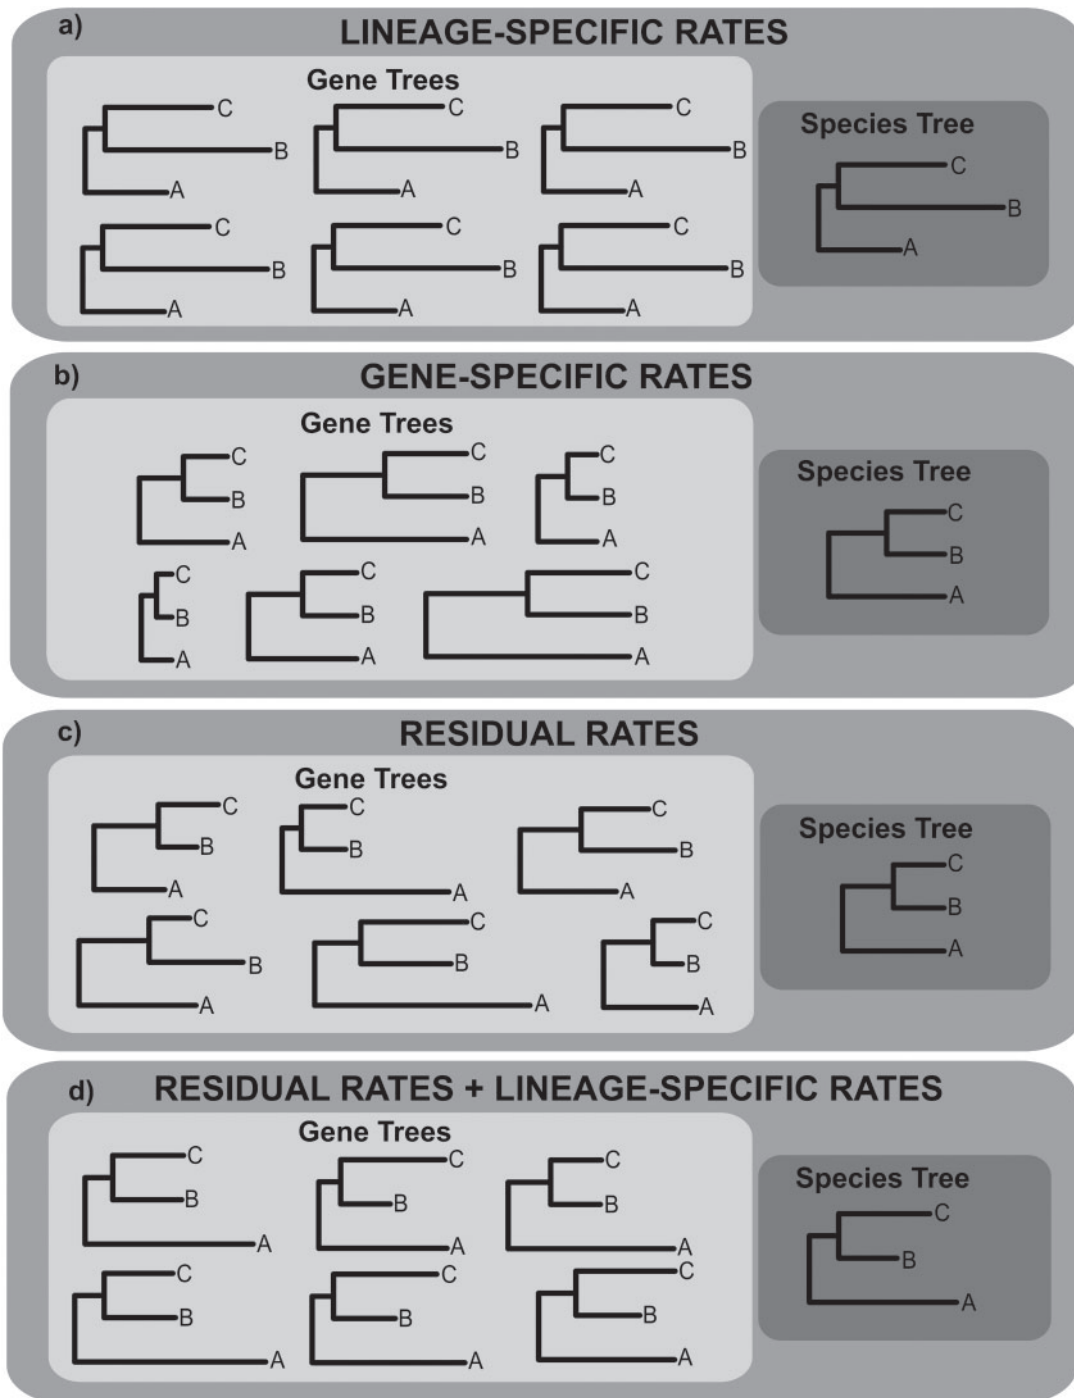 a) LINEAGE-SPECIFIC RATES
Gene Trees
C
B
A
C
B
A
C
B
A
C
B
A
C
B
A
C
B
A
Species Tree
C
B
A
b) GENE-SPECIFIC RATES
Gene Trees
C
B
A
C
B
A
C
B
A
C
B
A
C
B
A
C
B
A
Species Tree
C
B
A
c) RESIDUAL RATES
Gene Trees
C
B
A
C
B
A
C
B
A
C
B
A
C
B
A
C
B
A
Species Tree
C
B
A
d) RESIDUAL RATES + LINEAGE-SPECIFIC RATES
Gene Trees
C
B
A
C
B
A
C
B
A
C
B
A
C
B
A
C
B
A
Species Tree
C
B
A